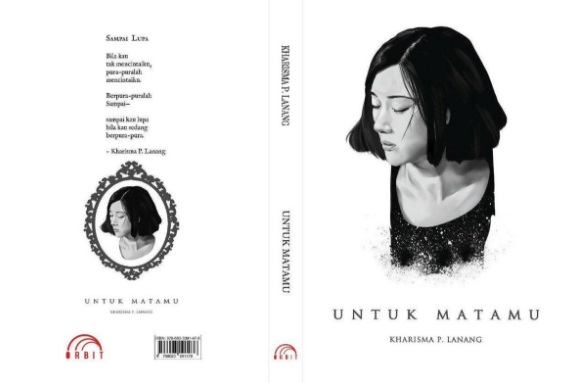 SAMPAI LUPA
Bila kau
tak mencintaiku,
pura-puralah
mencintaiku.
Berpura-puralah
Sampai—
sampai kau lupa
bila kau sedang
berpura-pura.
- Kharisma P. Lanang
UNTUK MATAMU
KHARISMA P. LANANG
ORBIT
KHARISMA P. LANANG
UNTUK MATAMU
ORBIT
UNTUK MATAMU
KHARISMA P. LANANG